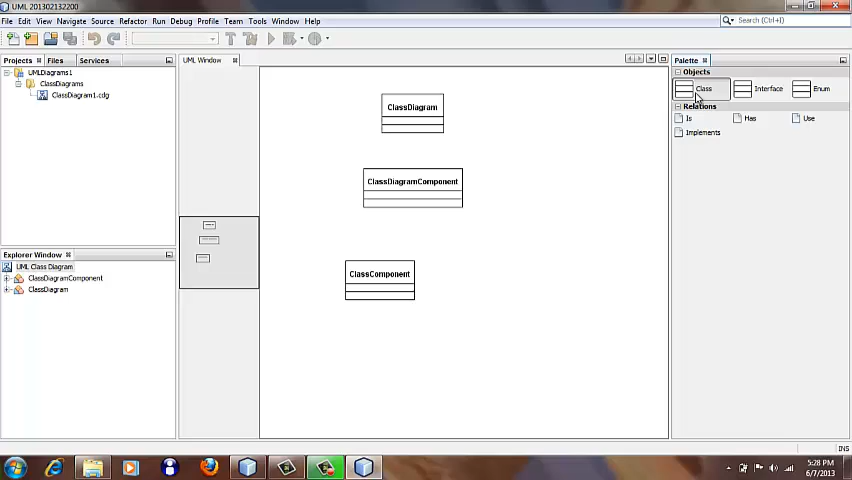 UML 201302132200
File Edit View Navigate Source Refactor Run Debug Profile Team Tools Window Help
Search (Ctrl+I)
Projects Files Services
UMLDiagrams1
ClassDiagrams
ClassDiagram1.cdg
UML Window
ClassDiagram
ClassDiagramComponent
ClassComponent
Palette
Objects
Class Interface Enum
Relations
Is Has Use
Implements
Explorer Window
UML Class Diagram
ClassDiagramComponent
ClassDiagram
INS
5:28 PM
6/7/2013